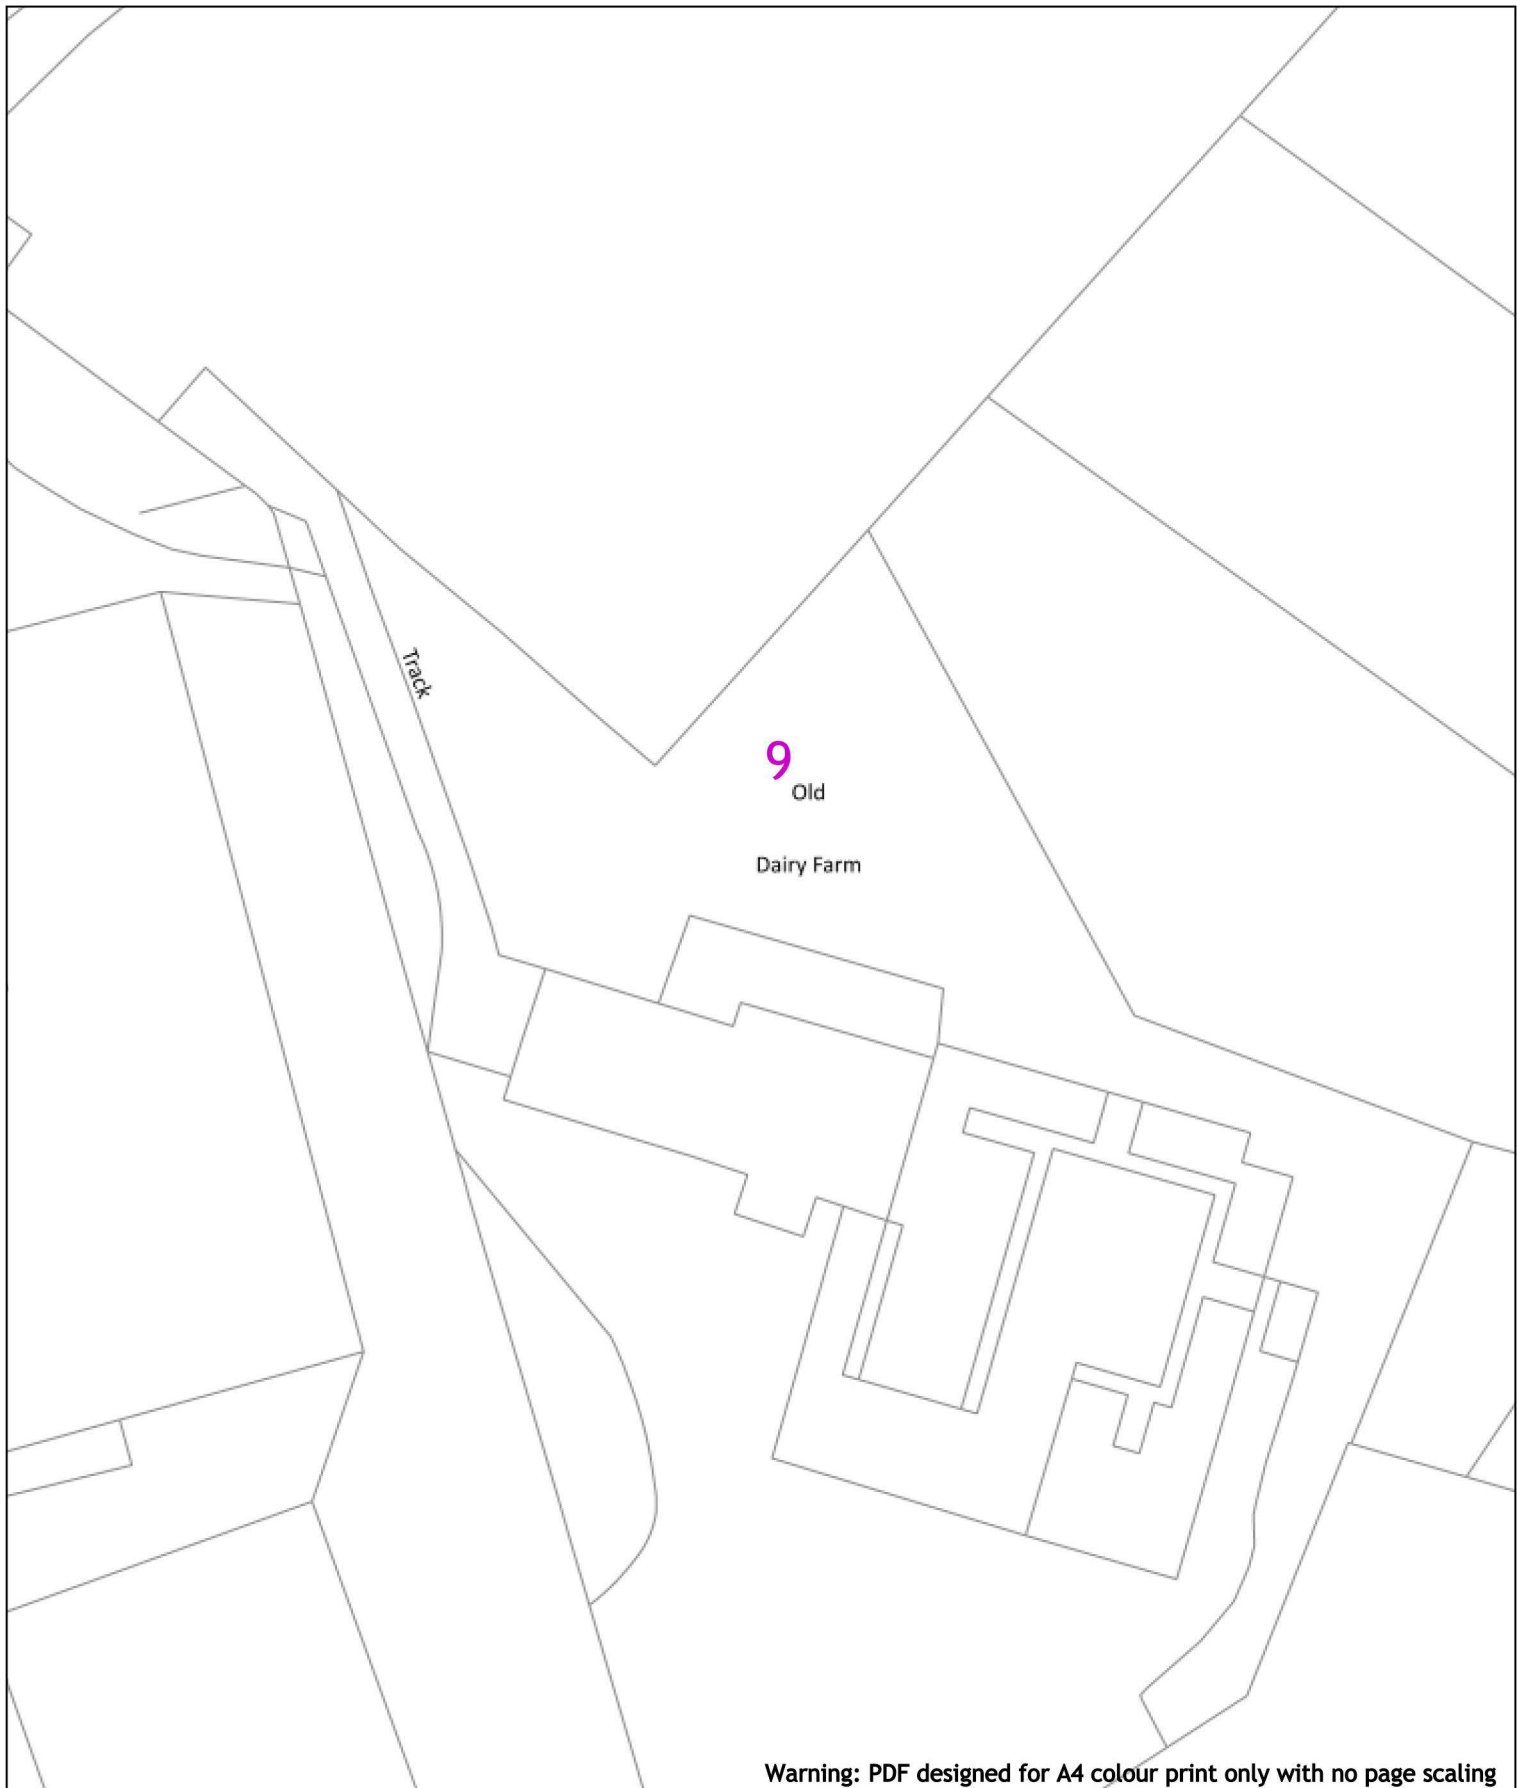 Track
9
Old
Dairy Farm
Warning: PDF designed for A4 colour print only with no page scaling